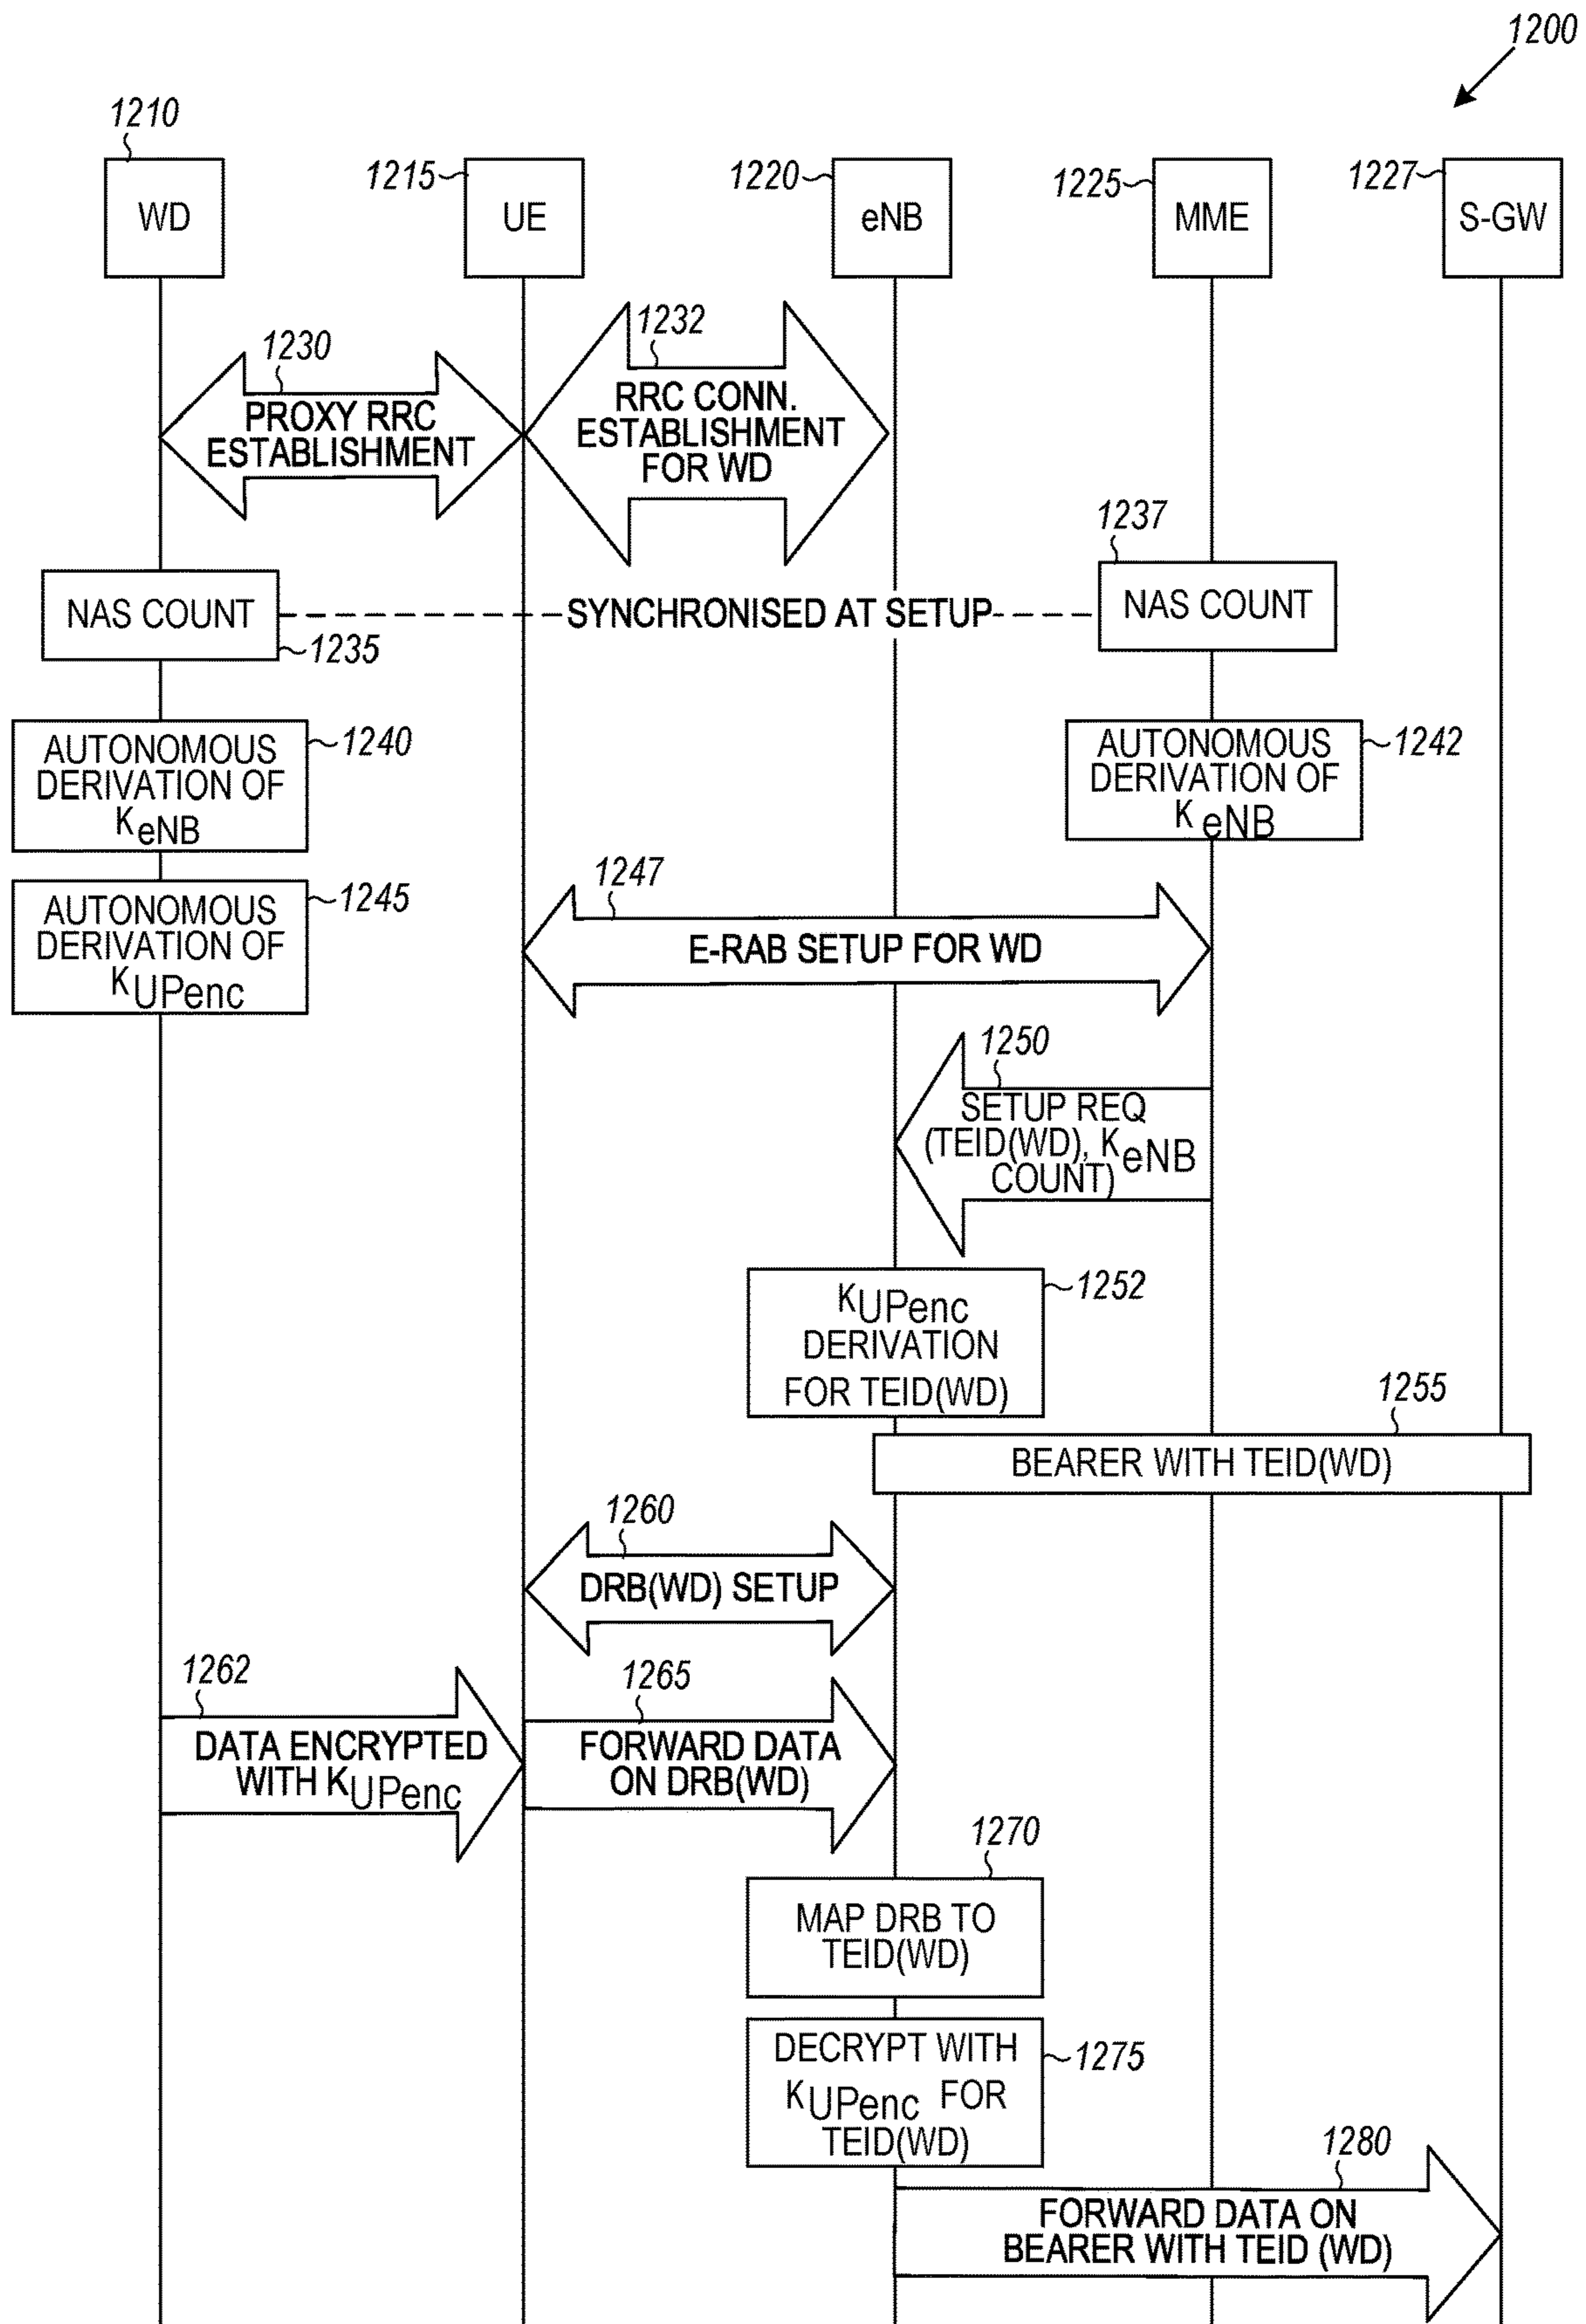 1200
1210
WD
1215
UE
1220
eNB
1225
MME
1227
S-GW
1230
PROXY RRC
ESTABLISHMENT
1232
RRC CONN.
ESTABLISHMENT
FOR WD
1237
NAS COUNT
1235
SYNCHRONISED AT SETUP
NAS COUNT
AUTONOMOUS
DERIVATION OF
KeNB
1240
AUTONOMOUS
DERIVATION OF
KeNB
1242
AUTONOMOUS
DERIVATION OF
KUPenc
1245
1247
E-RAB SETUP FOR WD
1250
SETUP REQ
(TEID(WD), KeNB
COUNT)
KUPenc
DERIVATION
FOR TEID(WD)
1252
1255
BEARER WITH TEID(WD)
1260
DRB(WD) SETUP
1262
DATA ENCRYPTED
WITH KUPenc
1265
FORWARD DATA
ON DRB(WD)
1270
MAP DRB TO
TEID(WD)
DECRYPT WITH
KUPenc FOR
TEID(WD)
1275
1280
FORWARD DATA ON
BEARER WITH TEID (WD)